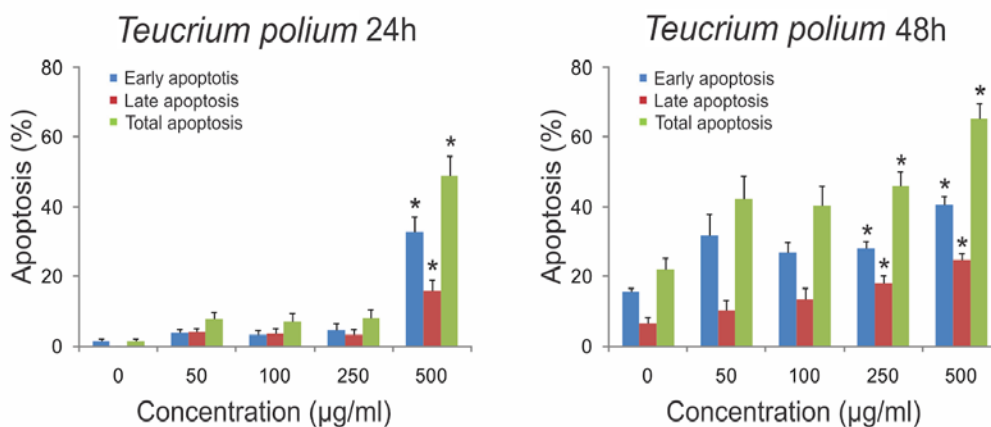 Teucrium polium 24h
80
60
40
20
0
Apoptosis (%)
Early apoptotis
Late apoptosis
Total apoptosis
*
*
*
0 50 100 250 500
Concentration (µg/ml)
Teucrium polium 48h
80
60
40
20
0
Apoptosis (%)
Early apoptosis
Late apoptosis
Total apoptosis
*
*
*
*
*
*
0 50 100 250 500
Concentration (µg/ml)